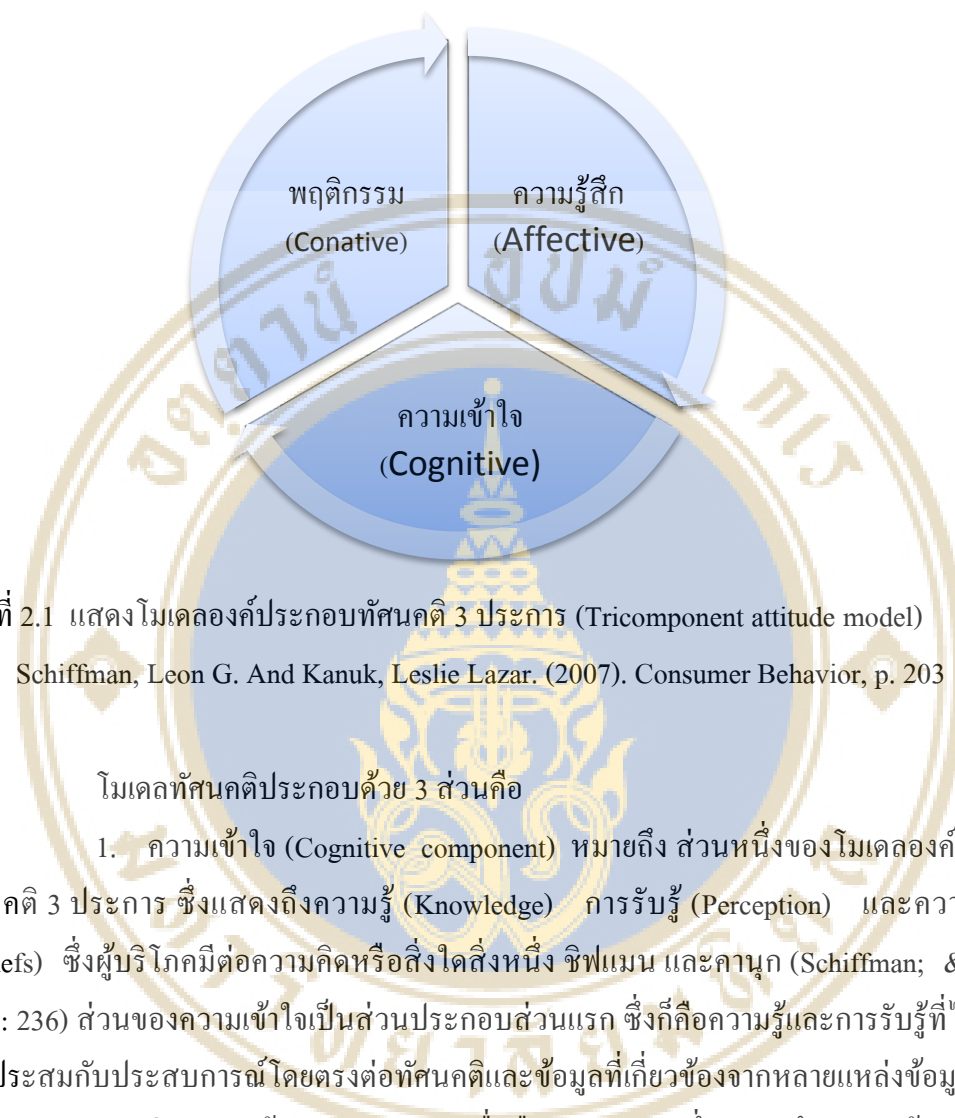 พฤติกรรม
(Conative)
ความรู้สึก
(Affective)
ความเข้าใจ
(Cognitive)
ที่ 2.1 แสดงโมเดลองค์ประกอบทัศนคติ 3 ประการ (Tricomponent attitude model)
Schiffman, Leon G. And Kanuk, Leslie Lazar. (2007). Consumer Behavior, p. 203
โมเดลทัศนคติประกอบด้วย 3 ส่วนคือ
1. ความเข้าใจ (Cognitive component) หมายถึง ส่วนหนึ่งของโมเดลองค์
คติ 3 ประการ ซึ่งแสดงถึงความรู้ (Knowledge) การรับรู้ (Perception) และควา
efs) ซึ่งผู้บริโภคมีต่อความคิดหรือสิ่งใดสิ่งหนึ่ง ชิฟแมน และคานุก (Schiffman; &
: 236) ส่วนของความเข้าใจเป็นส่วนประกอบส่วนแรก ซึ่งก็คือความรู้และการรับรู้ที่
ประสมกับประสบการณ์โดยตรงต่อทัศนคติและข้อมูลที่เกี่ยวข้องจากหลายแหล่งข้อมู